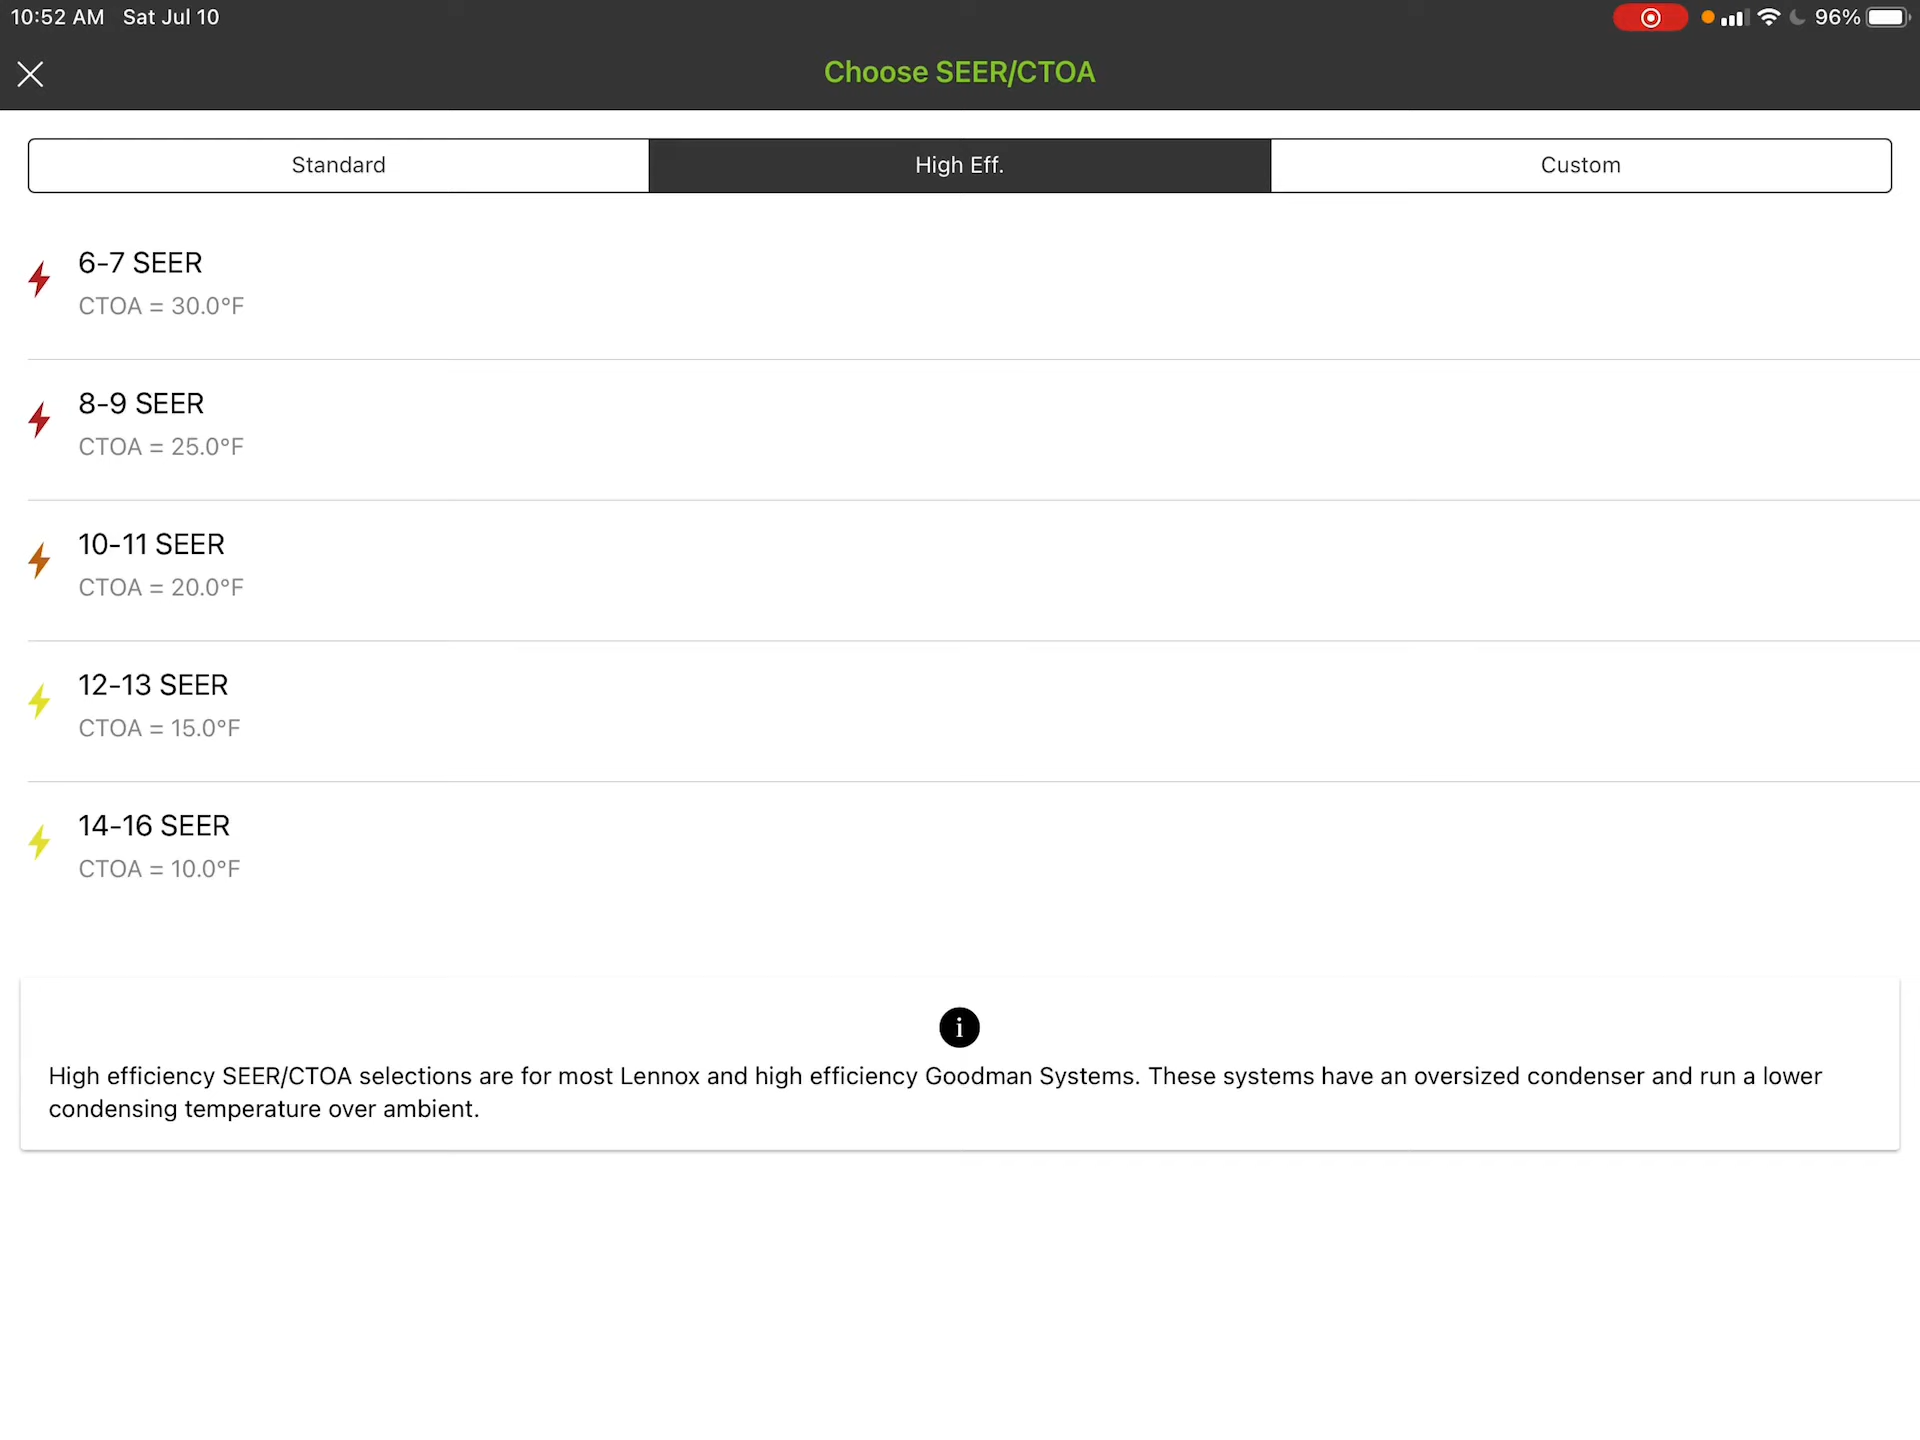 10:52 AM Sat Jul 10
96%
Choose SEER/CTOA
Standard
High Eff.
Custom
6-7 SEER
CTOA = 30.0°F
8-9 SEER
CTOA = 25.0°F
10-11 SEER
CTOA = 20.0°F
12-13 SEER
CTOA = 15.0°F
14-16 SEER
CTOA = 10.0°F
i
High efficiency SEER/CTOA selections are for most Lennox and high efficiency Goodman Systems. These systems have an oversized condenser and run a lower
condensing temperature over ambient.